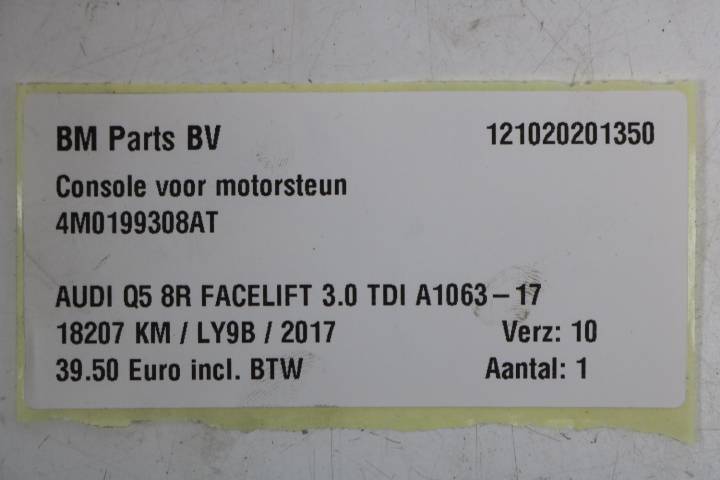 BM Parts BV 121020201350
Console voor motorsteun
4M0199308AT
AUDI Q5 8R FACELIFT 3.0 TDI A1063-17
18207 KM / LY9B / 2017 Verz: 10
39.50 Euro incl. BTW Aantal: 1